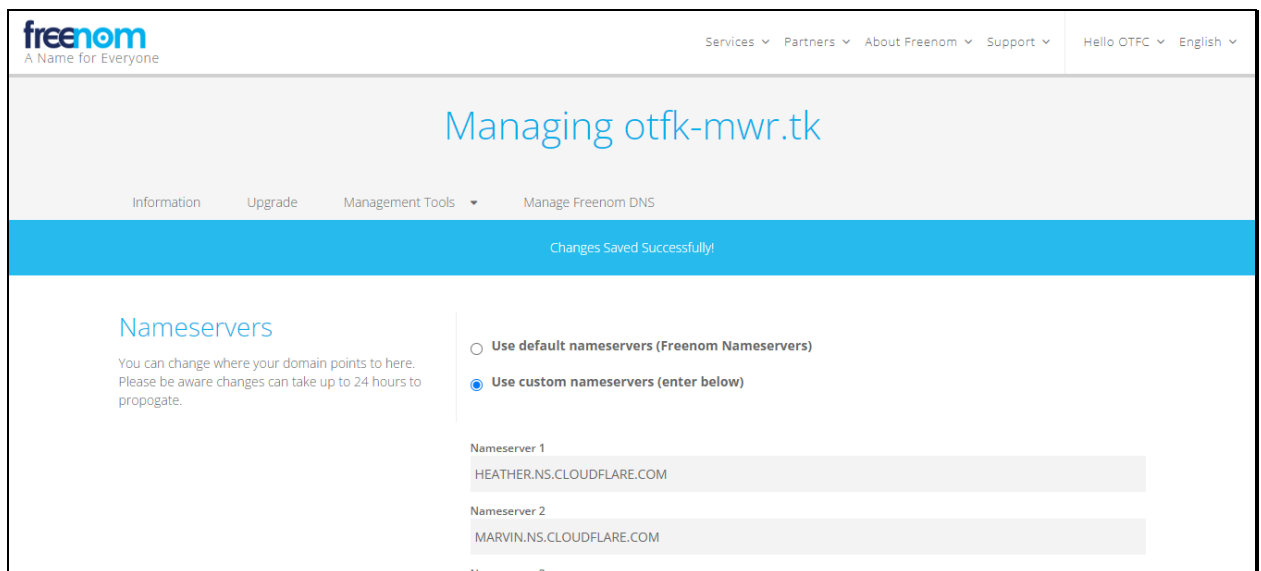 freenom
A Name for Everyone
Services Partners About Freenom Support Hello OTFC English
Managing otfk-mwr.tk
Information Upgrade Management Tools Manage Freenom DNS
Changes Saved Successfully!
Nameservers
You can change where your domain points to here.
Please be aware changes can take up to 24 hours to
propogate.
Use default nameservers (Freenom Nameservers)
Use custom nameservers (enter below)
Nameserver 1
HEATHER.NS.CLOUDFLARE.COM
Nameserver 2
MARVIN.NS.CLOUDFLARE.COM